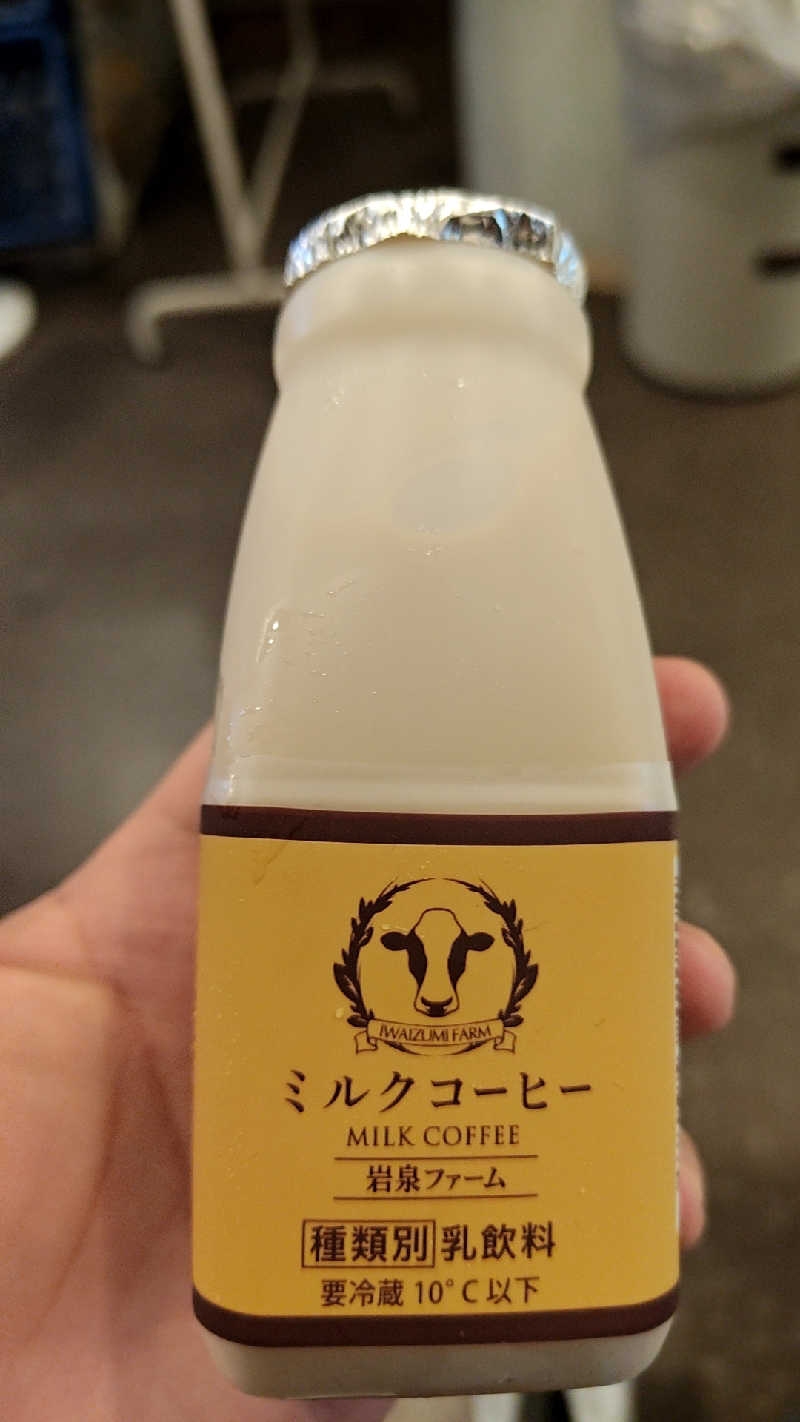 IWAIZUMI FARM
ミルクコーヒー
MILK COFFEE
岩泉ファーム
種類別 乳飲料
要冷蔵 10°C以下